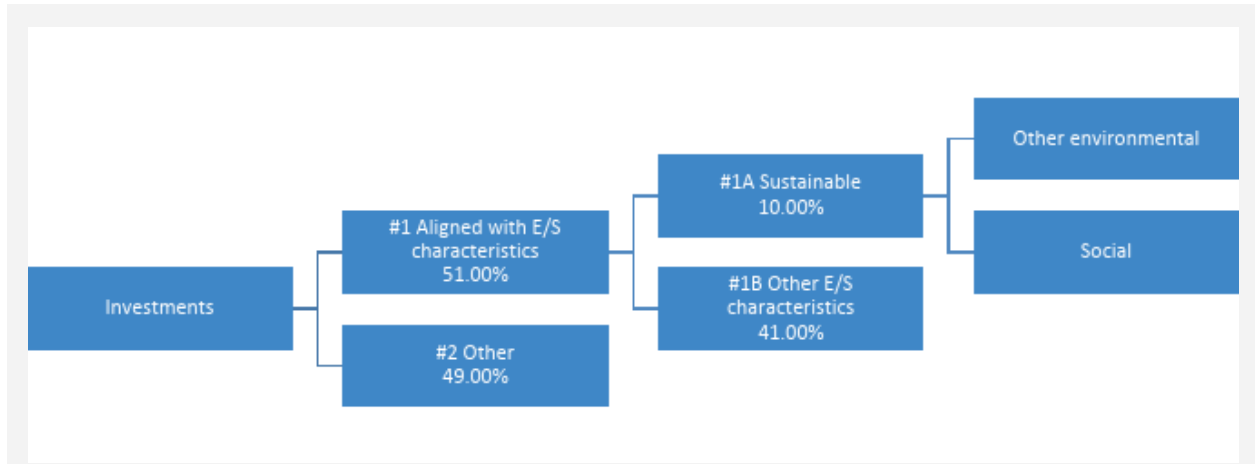 Investments
#1 Aligned with E/S
characteristics
51.00%
#2 Other
49.00%
#1A Sustainable
10.00%
#1B Other E/S
characteristics
41.00%
Other environmental
Social